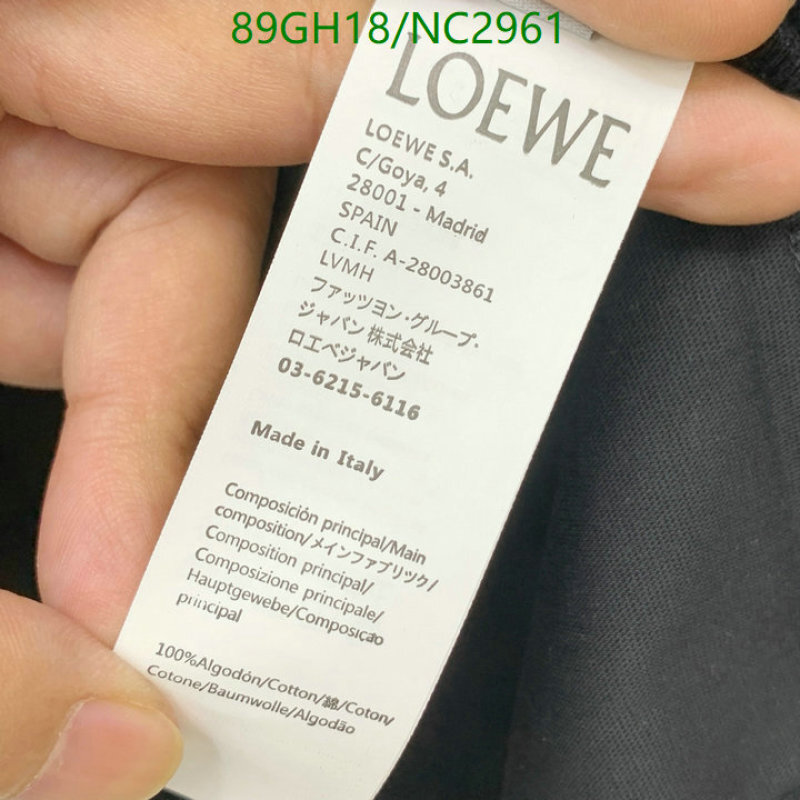 89GH18/NC2961
LOEWE
LOEWE S.A.
C/Goya, 4
28001 - Madrid
SPAIN
C.I.F. A-28003861
LVMH
ファッツヨン・グループ・
ジャパン 株式会社
ロエベジャパン
03-6215-6116
Made in Italy
Composición principal/Main
composition/メインファブリック/
Composition principal/
Composizione principale/
Hauptgewebe/Composicao
principal
100%Algodón/Cotton/綿/Coton/
Cotone/Baumwolle/Algodão